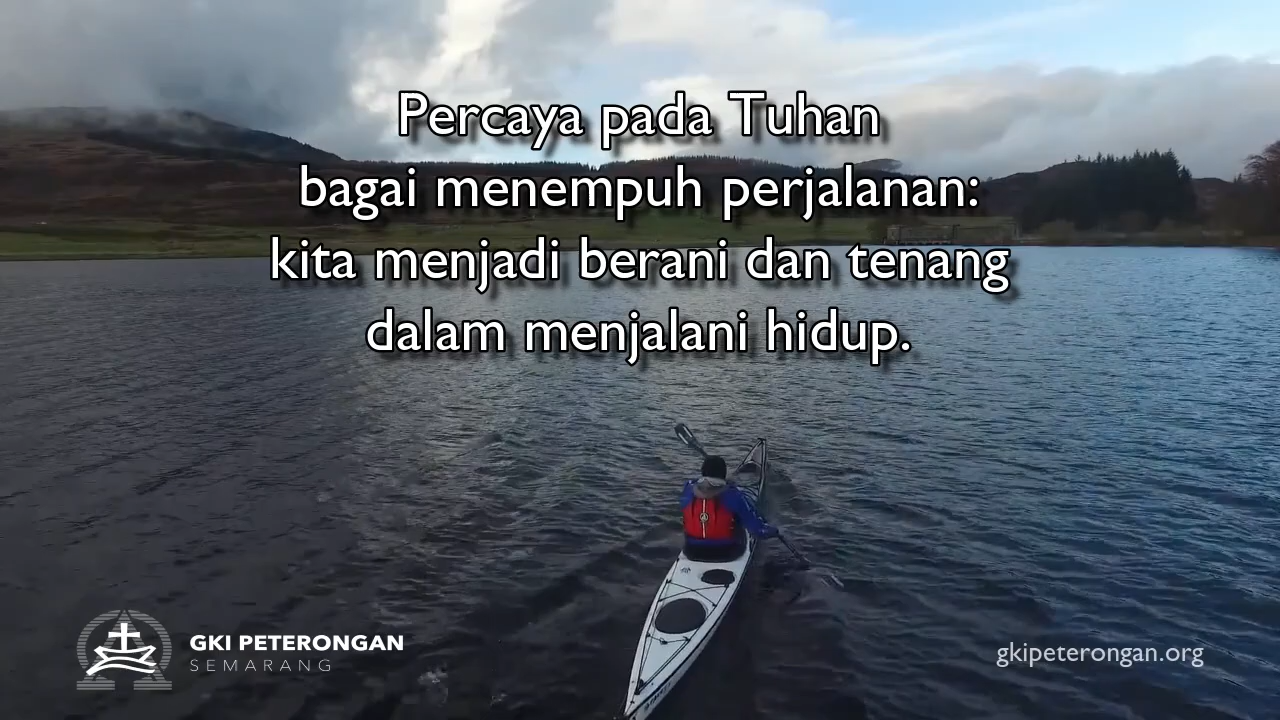 Percaya pada Tuhan
bagai menempuh perjalanan:
kita menjadi berani dan tenang
dalam menjalani hidup.
GKI PETERONGAN
SEMARANG
gkipeterongan.org